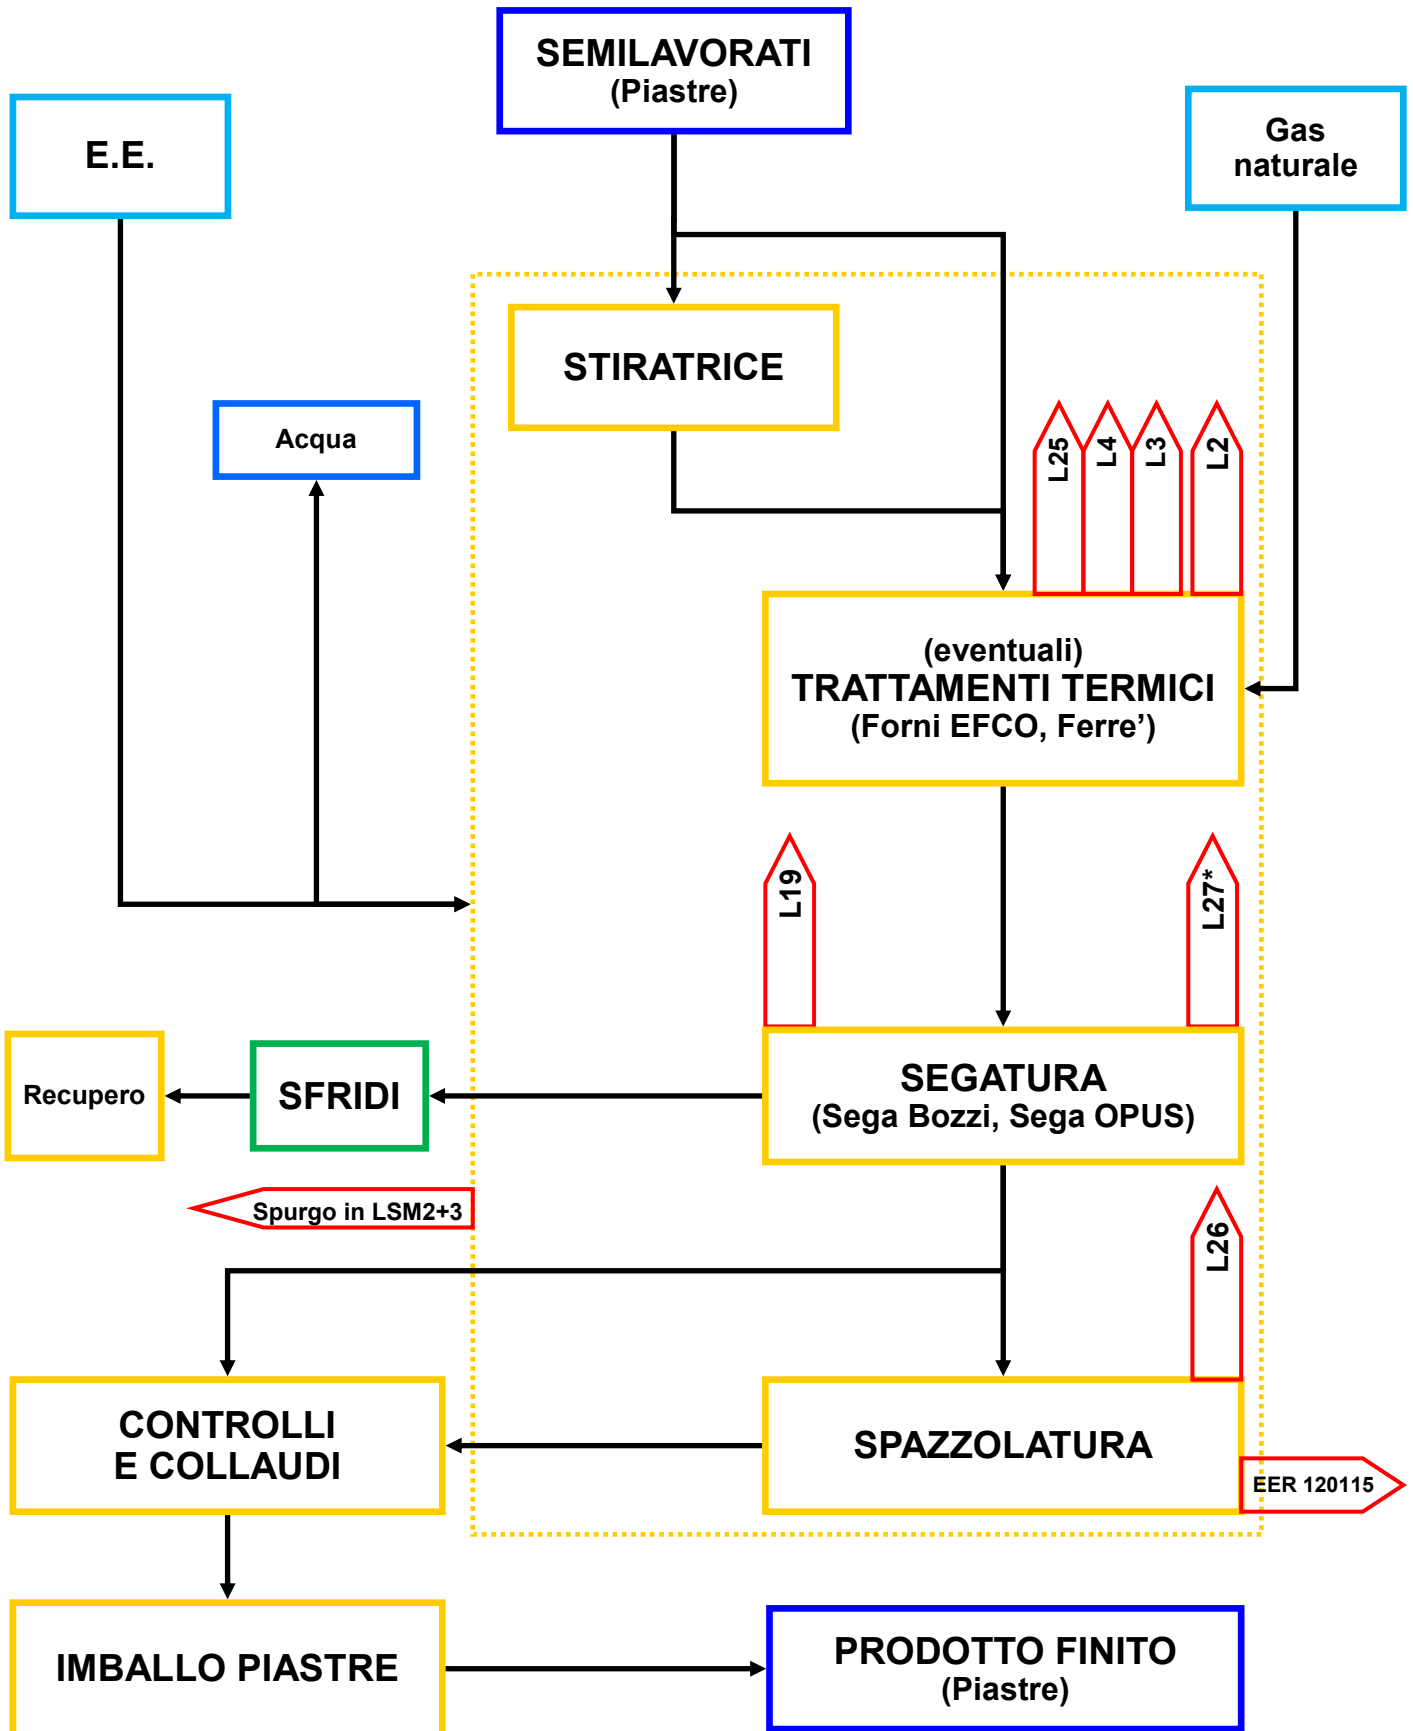 SEMILAVORATI
(Piastre)
E.E.
Gas
naturale
STIRATRICE
Acqua
L25
L4
L3
L2
(eventuali)
TRATTAMENTI TERMICI
(Forni EFCO, Ferre’)
L19
L27*
Recupero
SFRIDI
SEGATURA
(Sega Bozzi, Sega OPUS)
Spurgo in LSM2+3
L26
CONTROLLI
E COLLAUDI
SPAZZOLATURA
EER 120115
IMBALLO PIASTRE
PRODOTTO FINITO
(Piastre)